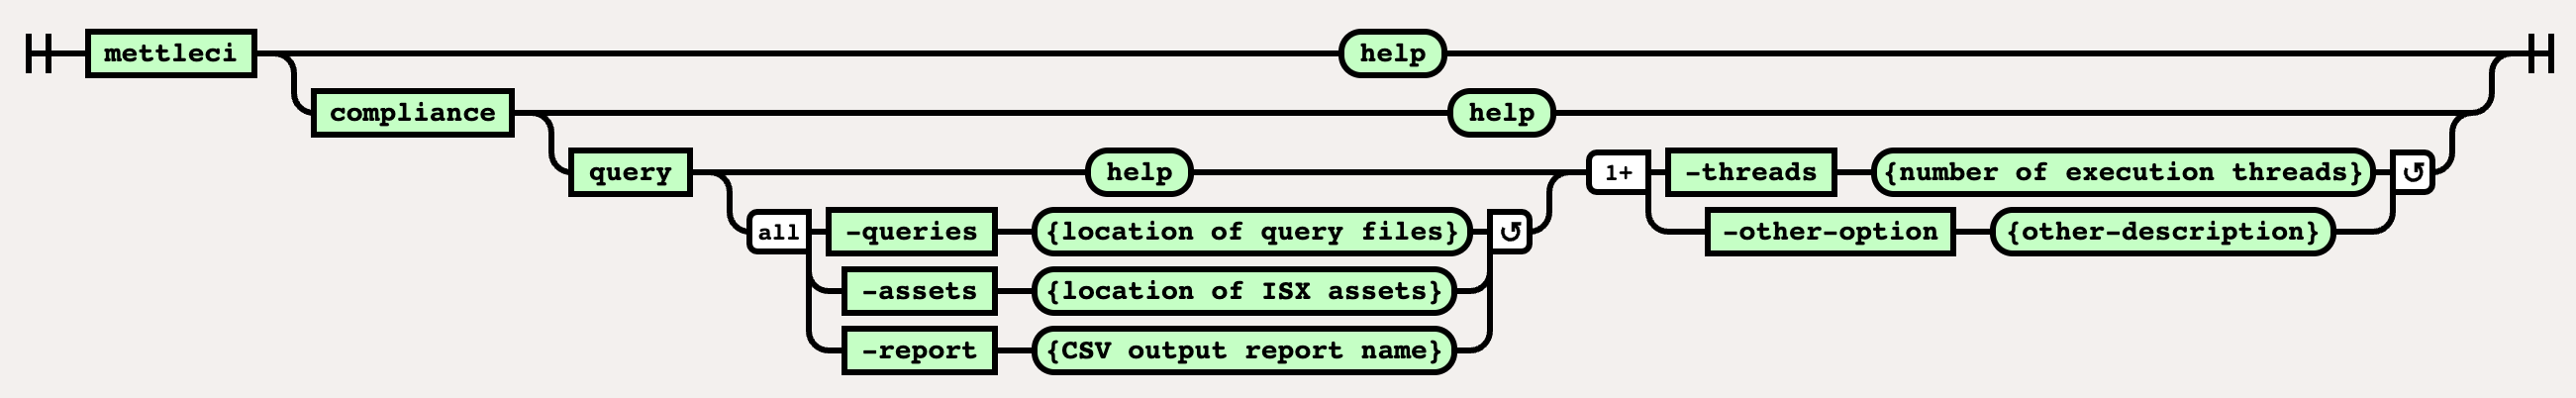 mettleci help
compliance help
query help 1+ -threads {number of execution threads} ↺
all -queries {location of query files} ↺ -other-option {other-description}
-assets {location of ISX assets}
-report {CSV output report name}